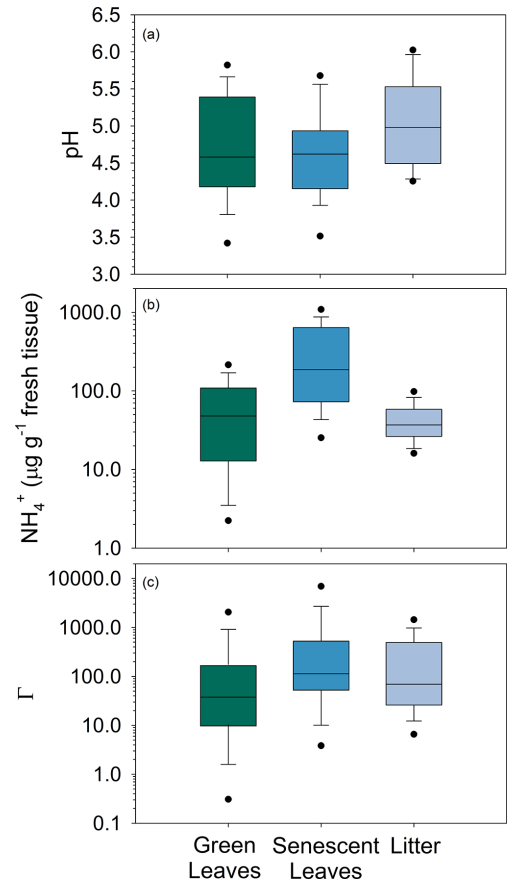 (a)
6.5
6.0
5.5
5.0
4.5
4.0
3.5
3.0
pH
(b)
1000.0
100.0
10.0
1.0
NH₄⁺ (μg g⁻¹ fresh tissue)
(c)
10000.0
1000.0
100.0
10.0
1.0
0.1
Γ
Green Leaves
Senescent Leaves
Litter